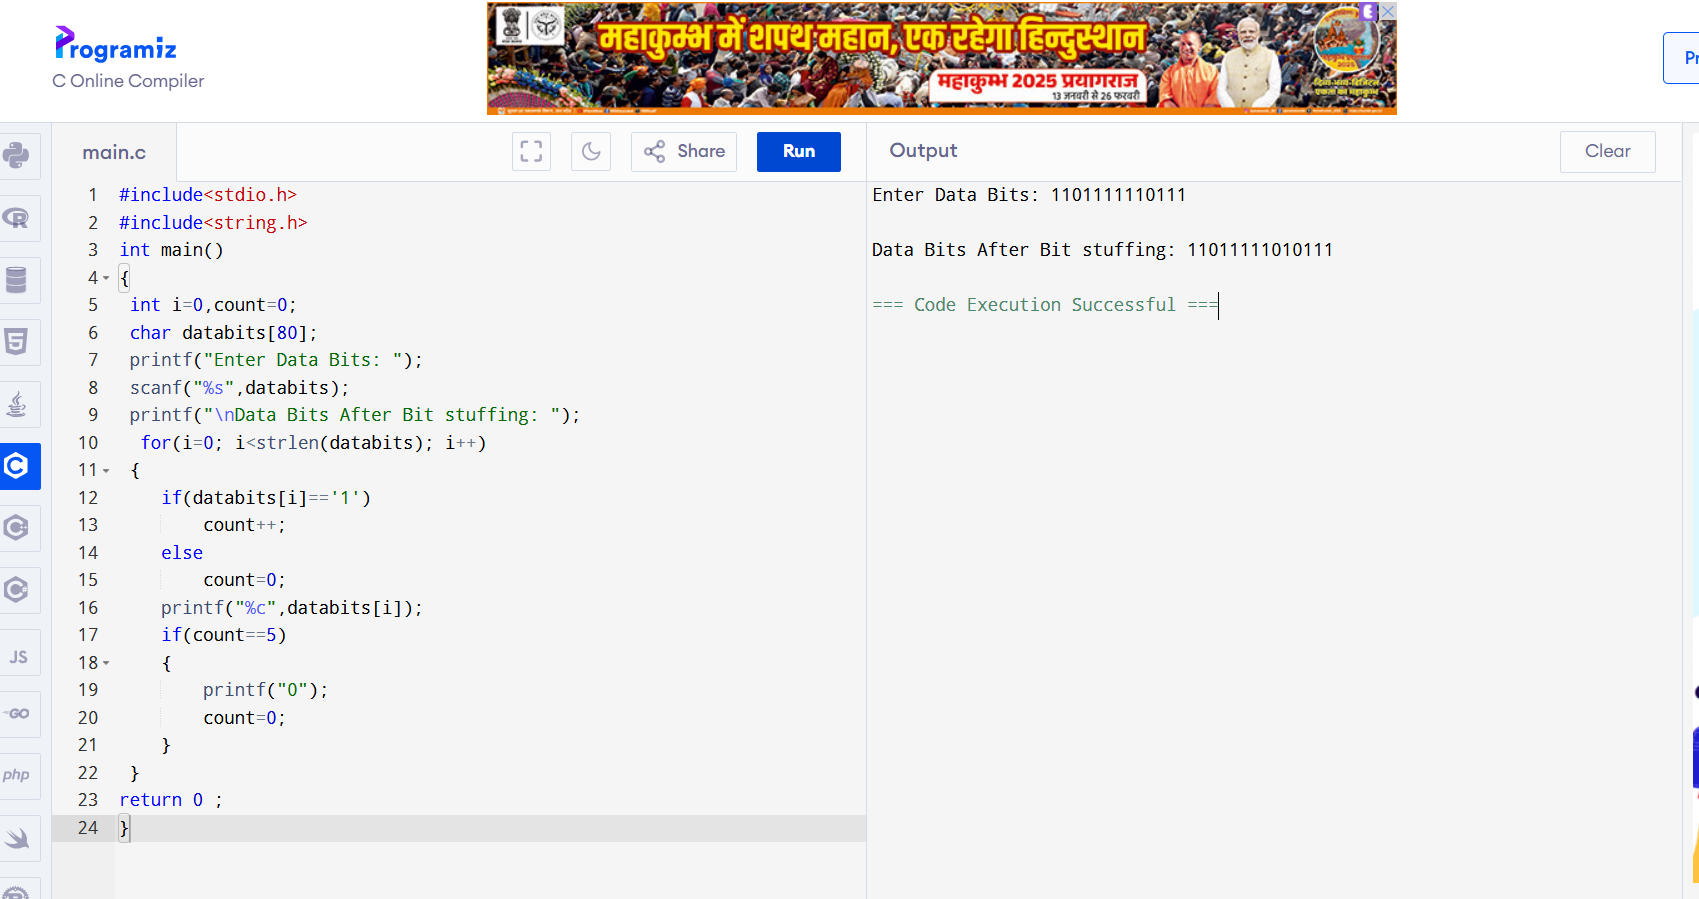 Programiz
C Online Compiler
महाकुम्भ में शपथ महान, एक रहेगा हिन्दुस्थान
महाकुम्भ 2025 प्रयागराज
13 जनवरी से 26 फरवरी
Pr
main.c
Share
Run
Output
Clear
1 #include<stdio.h>
2 #include<string.h>
3 int main()
4 {
5 int i=0,count=0;
6 char databits[80];
7 printf("Enter Data Bits: ");
8 scanf("%s",databits);
9 printf("\nData Bits After Bit stuffing: ");
10 for(i=0; i<strlen(databits); i++)
11 {
12 if(databits[i]=='1')
13 count++;
14 else
15 count=0;
16 printf("%c",databits[i]);
17 if(count==5)
18 {
19 printf("0");
20 count=0;
21 }
22 }
23 return 0 ;
24 }
Enter Data Bits: 1101111110111
Data Bits After Bit stuffing: 11011111010111
=== Code Execution Successful ===
JS
GO
php